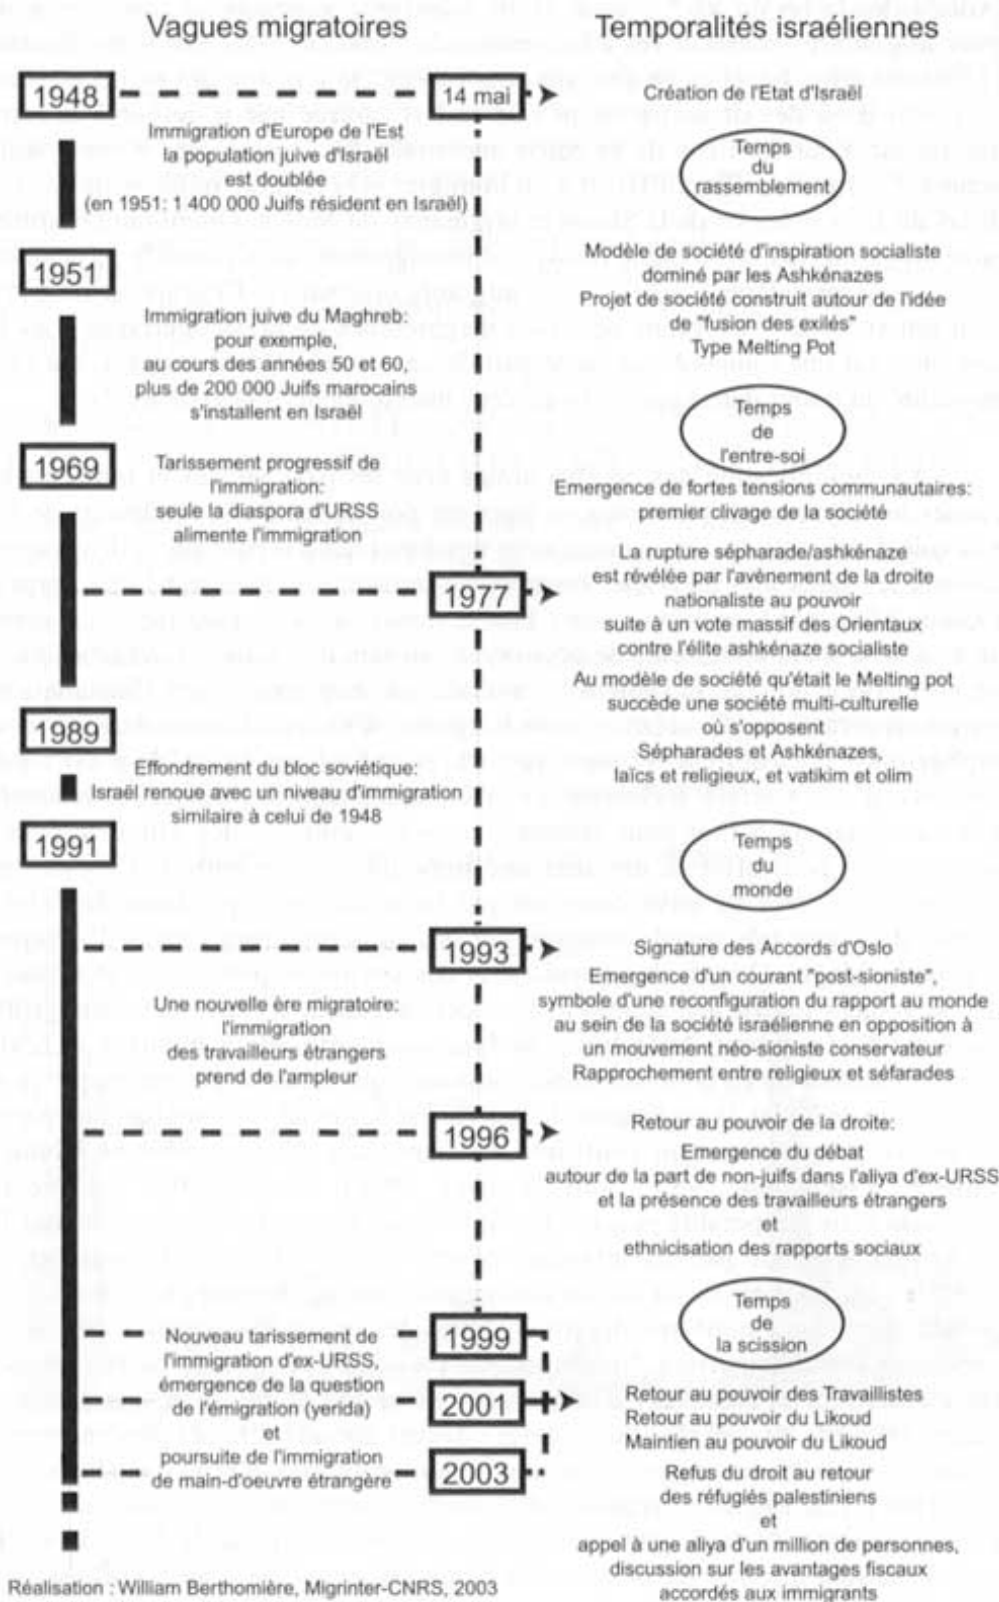 Vagues migratoires
Temporalités israéliennes
1948
14 mai
Création de l'Etat d'Israël
Immigration d'Europe de l'Est
la population juive d'Israël
est doublée
(en 1951: 1 400 000 Juifs résident en Israël)
Temps
du
rassemblement
1951
Modèle de société d'inspiration socialiste
dominé par les Ashkénazes
Projet de société construit autour de l'idée
de "fusion des exilés"
Type Melting Pot
Immigration juive du Maghreb:
pour exemple,
au cours des années 50 et 60,
plus de 200 000 Juifs marocains
s'installent en Israël
Temps
de
l'entre-soi
1969
Tarissement progressif de
l'immigration:
seule la diaspora d'URSS
alimente l'immigration
Emergence de fortes tensions communautaires:
premier clivage de la société
1977
La rupture sépharade/ashkénaze
est révélée par l'avènement de la droite
nationaliste au pouvoir
suite à un vote massif des Orientaux
contre l'élite ashkénaze socialiste
Au modèle de société qu'était le Melting pot
succède une société multi-culturelle
où s'opposent
Sépharades et Ashkénazes,
laïcs et religieux, et vatikim et olim
1989
Effondrement du bloc soviétique:
Israël renoue avec un niveau d'immigration
similaire à celui de 1948
1991
Temps
du
monde
1993
Signature des Accords d'Oslo
Emergence d'un courant "post-sioniste",
symbole d'une reconfiguration du rapport au monde
au sein de la société israélienne en opposition à
un mouvement néo-sioniste conservateur
Rapprochement entre religieux et séfarades
Une nouvelle ère migratoire:
l'immigration
des travailleurs étrangers
prend de l'ampleur
1996
Retour au pouvoir de la droite:
Emergence du débat
autour de la part de non-juifs dans l'aliya d'ex-URSS
et la présence des travailleurs étrangers
et
ethnicisation des rapports sociaux
Temps
de
la scission
1999
Nouveau tarissement de
l'immigration d'ex-URSS,
émergence de la question
de l'émigration (yerida)
et
poursuite de l'immigration
de main-d'oeuvre étrangère
2001
2003
Retour au pouvoir des Travaillistes
Retour au pouvoir du Likoud
Maintien au pouvoir du Likoud
Refus du droit au retour
des réfugiés palestiniens
et
appel à une aliya d'un million de personnes,
discussion sur les avantages fiscaux
accordés aux immigrants
Réalisation : William Berthomière, Migrinter-CNRS, 2003